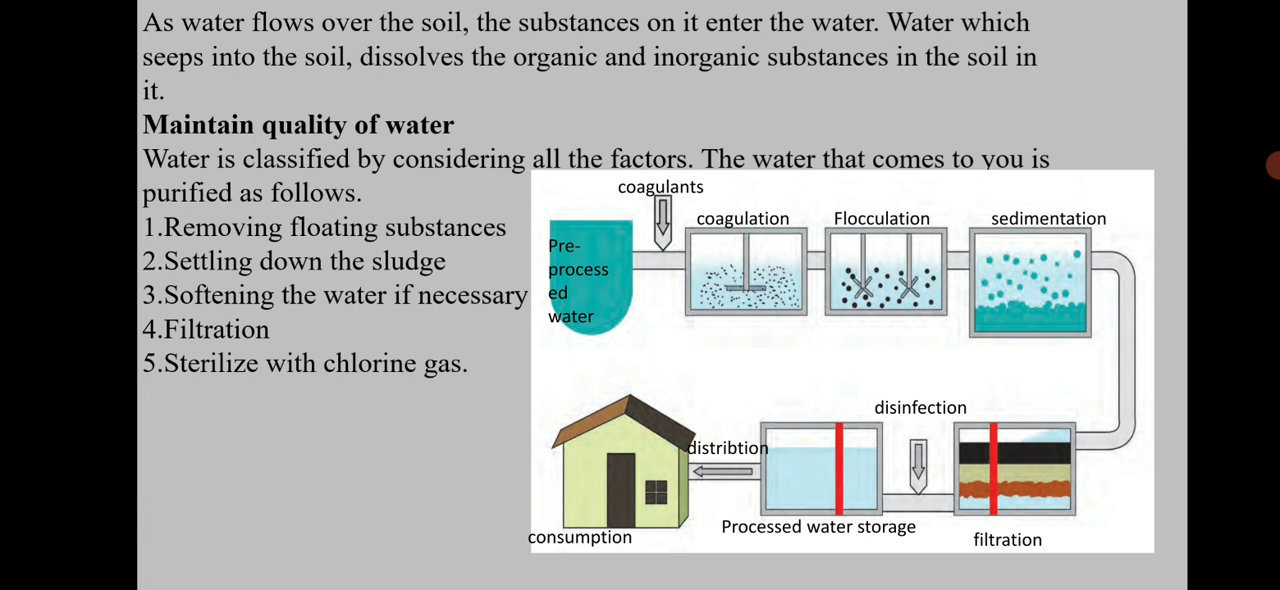 As water flows over the soil, the substances on it enter the water. Water which
seeps into the soil, dissolves the organic and inorganic substances in the soil in
it.
Maintain quality of water
Water is classified by considering all the factors. The water that comes to you is
purified as follows.
1.Removing floating substances
2.Settling down the sludge
3.Softening the water if necessary
4.Filtration
5.Sterilize with chlorine gas.
coagulants
coagulation
Flocculation
sedimentation
Pre-
process
ed
water
disinfection
distribtion
Processed water storage
filtration
consumption